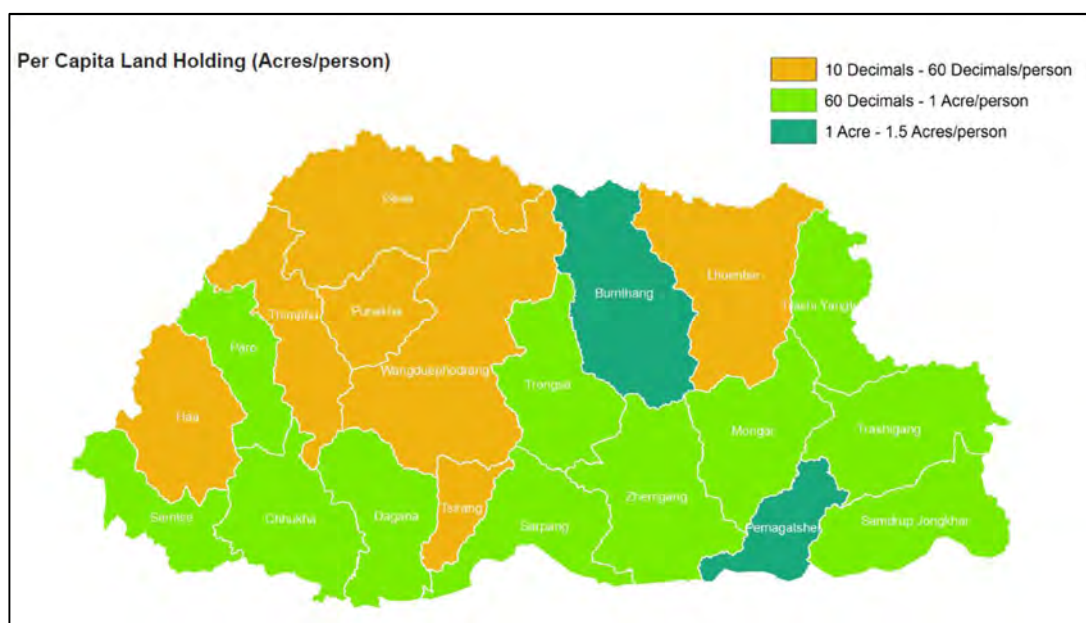 Per Capita Land Holding (Acres/person)
10 Decimals - 60 Decimals/person
60 Decimals - 1 Acre/person
1 Acre - 1.5 Acres/person
Bumthang
Lhuentse
Trashi Yangtse
Punakha
Thimphu
Paro
Wangduephodrang
Trongsa
Haa
Mongar
Trashigang
Zhemgang
Tsirang
Samtse
Chhukha
Dagana
Sarpang
Pemagatshel
Samdrup Jongkhar